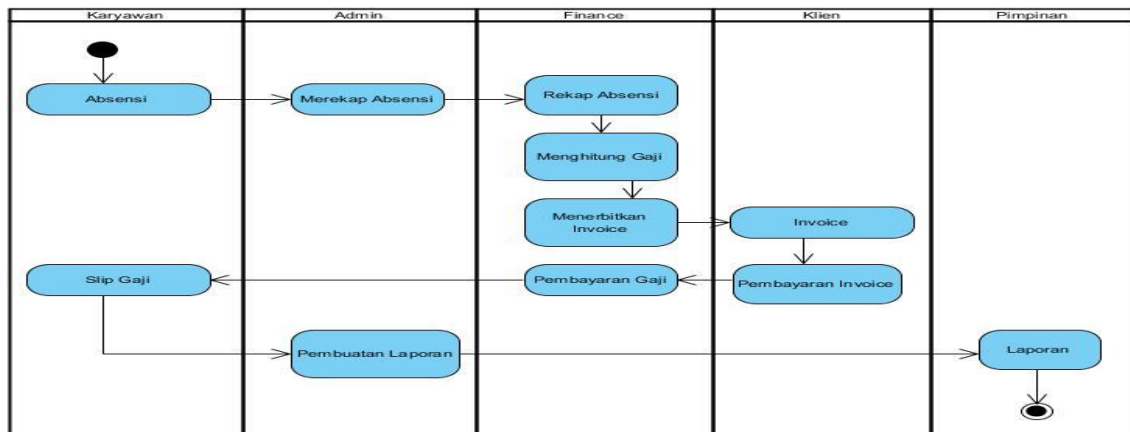 Karyawan
Admin
Finance
Klien
Pimpinan
Absensi
Merekap Absensi
Rekap Absensi
Menghitung Gaji
Menerbitkan
Invoice
Invoice
Slip Gaji
Pembayaran Gaji
Pembayaran Invoice
Pembuatan Laporan
Laporan